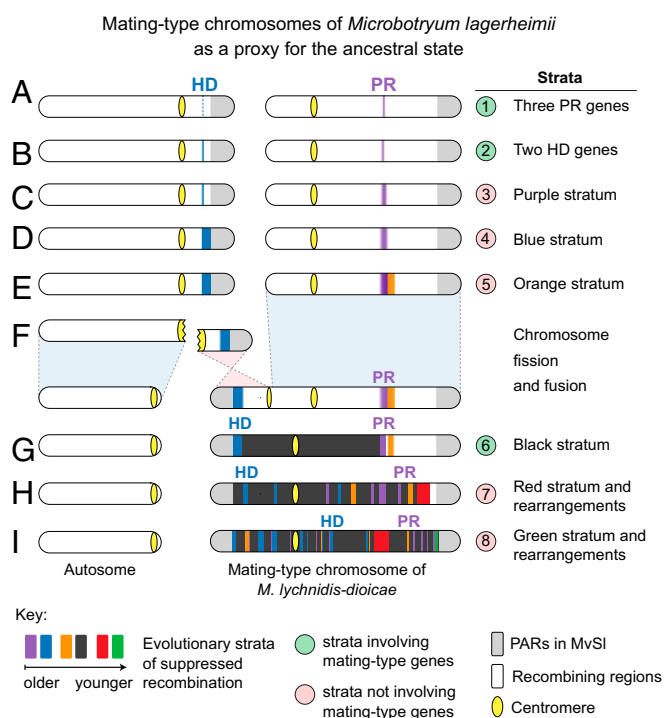 Mating-type chromosomes of Microbotryum lagerheimii
as a proxy for the ancestral state
HD PR Strata
A 1 Three PR genes
B 2 Two HD genes
C 3 Purple stratum
D 4 Blue stratum
E 5 Orange stratum
F Chromosome
fission
and fusion
PR
HD PR
G 6 Black stratum
HD PR
H 7 Red stratum and
rearrangements
HD PR
I 8 Green stratum and
rearrangements
Autosome Mating-type chromosome of
M. lychnidis-dioicae
Key:
Evolutionary strata
of suppressed
recombination
older younger
strata involving
mating-type genes
strata not involving
mating-type genes
PARs in MvSl
Recombining regions
Centromere